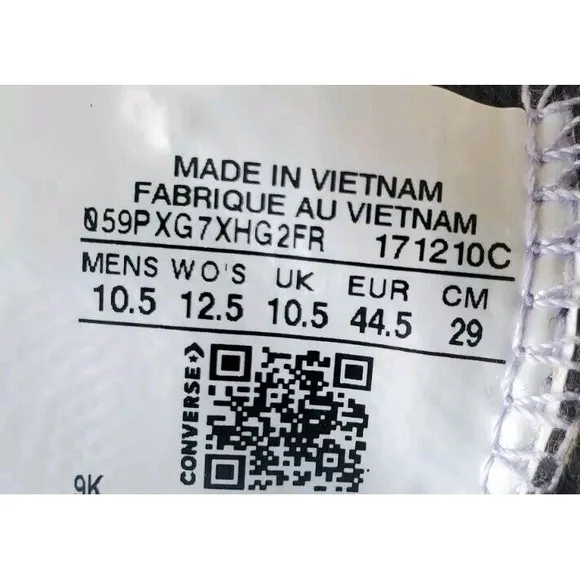 MADE IN VIETNAM
FABRIQUE AU VIETNAM
Q59PXG7XHG2FR 171210C
MENS WO'S UK EUR CM
10.5 12.5 10.5 44.5 29
CONVERSE
9K